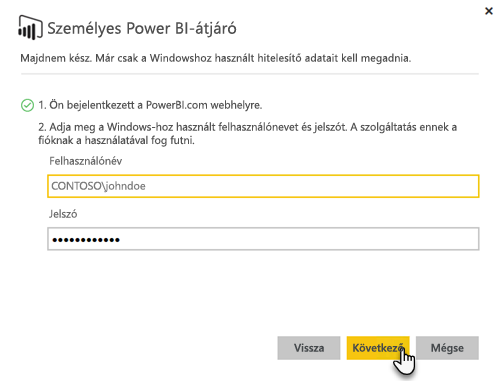 Személyes Power BI-átjáró
Majdnem kész. Már csak a Windowshoz használt hitelesítő adatait kell megadnia.
1. Ön bejelentkezett a PowerBI.com webhelyre.
2. Adja meg a Windows-hoz használt felhasználónevet és jelszót. A szolgáltatás ennek a
fióknak a használatával fog futni.
Felhasználónév
CONTOSO\johndoe
Jelszó
••••••••••••
Vissza
Következő
Mégse